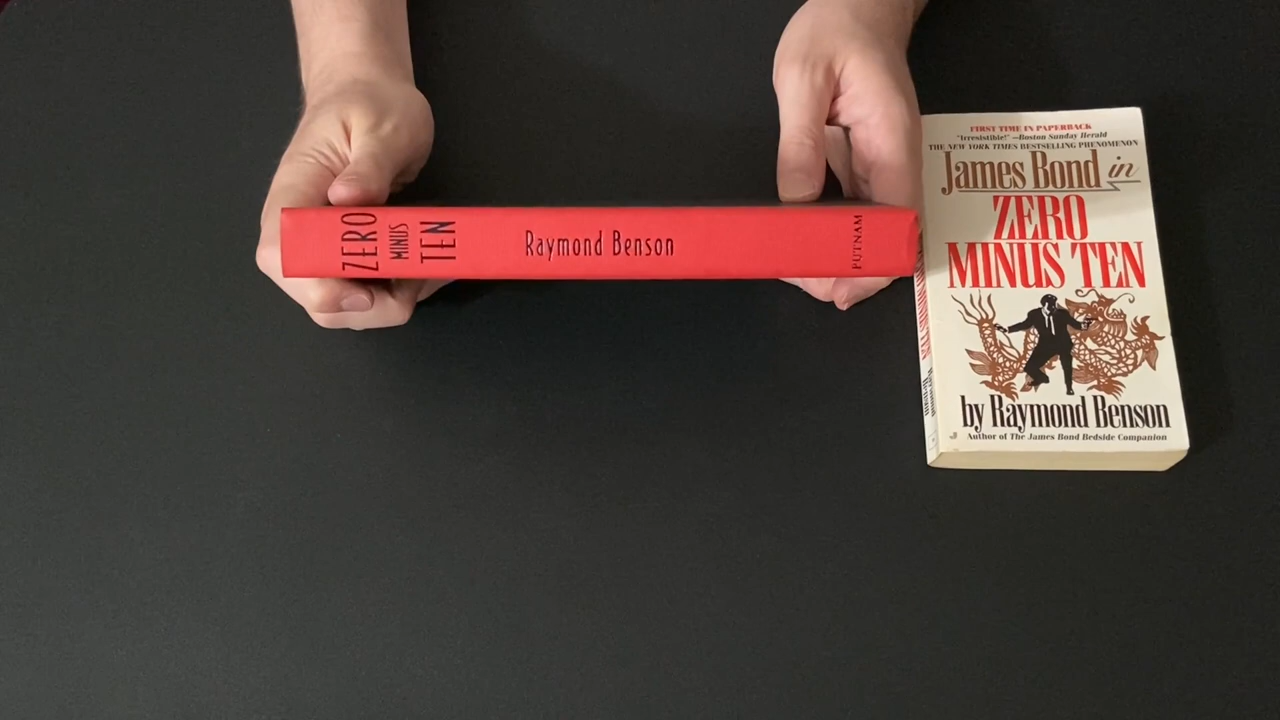 ZERO
MINUS
TEN
Raymond Benson
PUTNAM
FIRST TIME IN PAPERBACK
"Irresistible!" —Boston Sunday Herald
THE NEW YORK TIMES BESTSELLING PHENOMENON
James Bond in
ZERO
MINUS TEN
by Raymond Benson
Author of The James Bond Bedside Companion